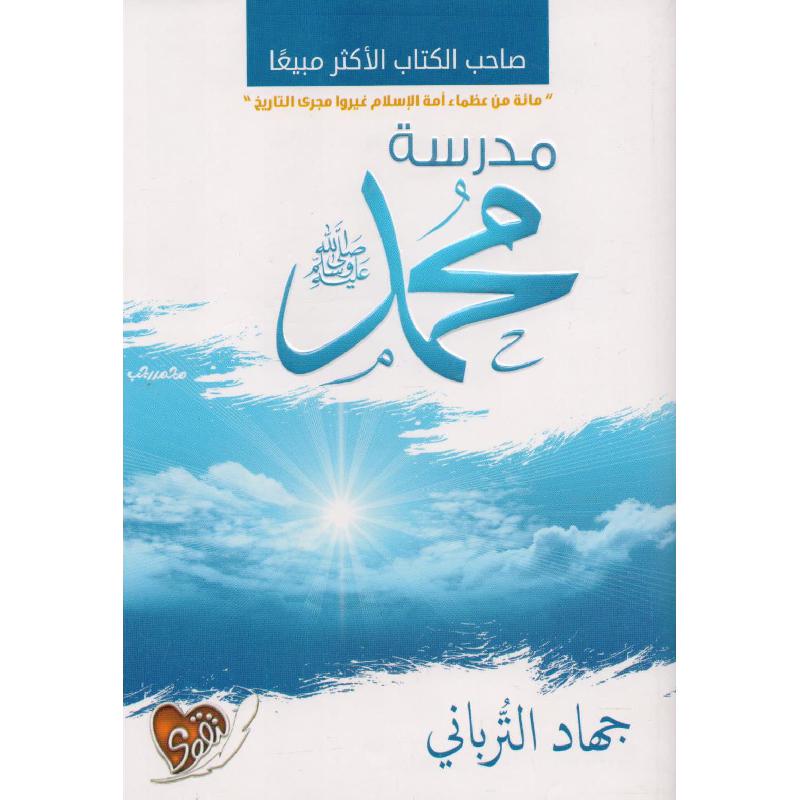 صاحب الكتاب الأكثر مبيعًا
"مائة من عظماء أمة الإسلام غيروا مجرى التاريخ"
مدرسة
محمد
صلى الله عليه وسلم
جهاد التُّرباني